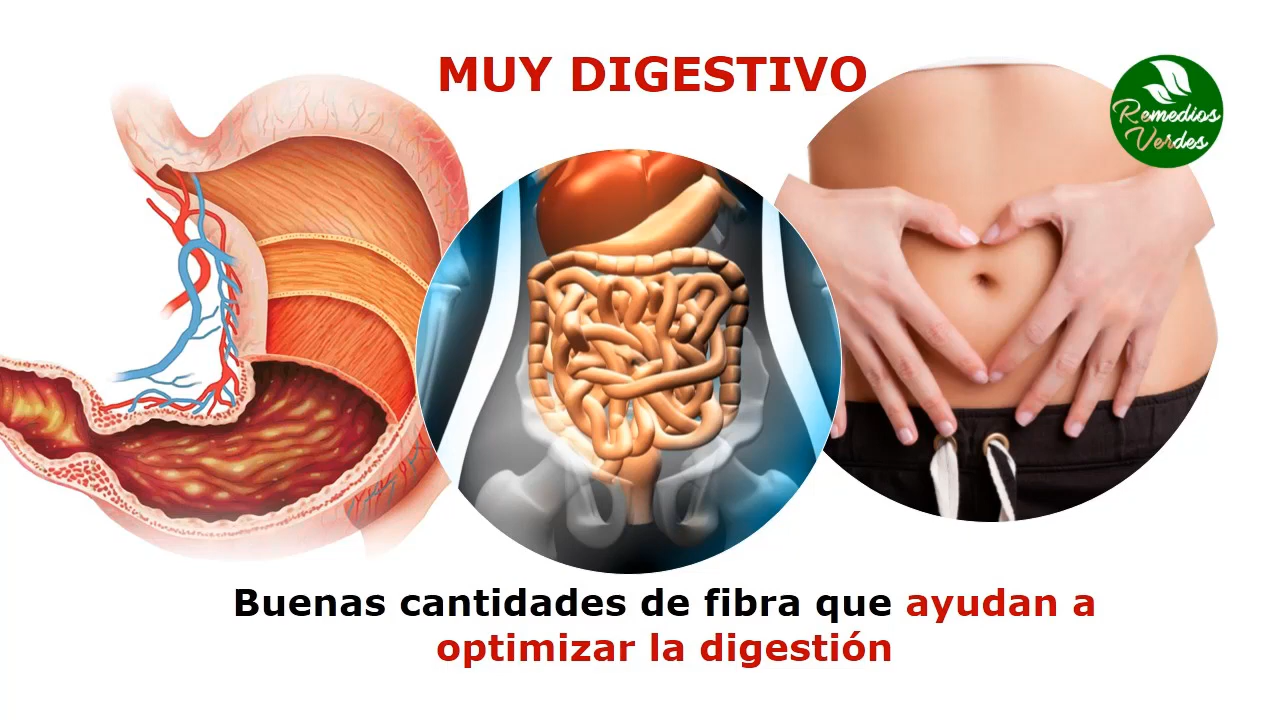 MUY DIGESTIVO
Remedios
Verdes
Buenas cantidades de fibra que ayudan a
optimizar la digestión